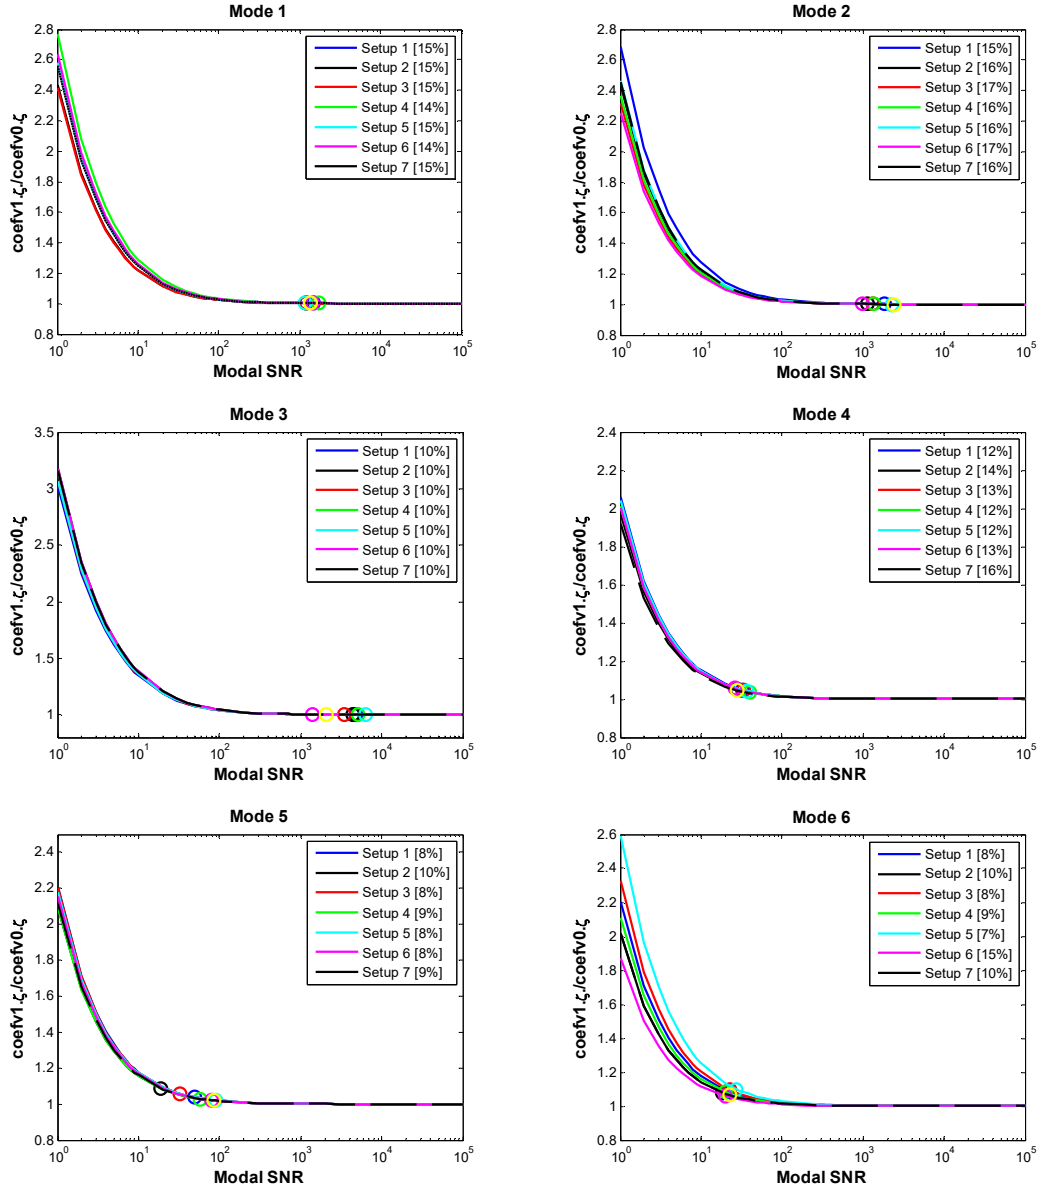 Mode 1
2.8
2.6
2.4
2.2
2
1.8
1.6
1.4
1.2
1
0.8
coefv1.ζ./coefv0.ζ
10^0 10^1 10^2 10^3 10^4 10^5
Modal SNR
Setup 1 [15%]
Setup 2 [15%]
Setup 3 [15%]
Setup 4 [14%]
Setup 5 [15%]
Setup 6 [14%]
Setup 7 [15%]
Mode 2
2.8
2.6
2.4
2.2
2
1.8
1.6
1.4
1.2
1
0.8
coefv1.ζ./coefv0.ζ
10^0 10^1 10^2 10^3 10^4 10^5
Modal SNR
Setup 1 [15%]
Setup 2 [16%]
Setup 3 [17%]
Setup 4 [16%]
Setup 5 [16%]
Setup 6 [17%]
Setup 7 [16%]
Mode 3
3.5
3
2.5
2
1.5
1
coefv1.ζ./coefv0.ζ
10^0 10^1 10^2 10^3 10^4 10^5
Modal SNR
Setup 1 [10%]
Setup 2 [10%]
Setup 3 [10%]
Setup 4 [10%]
Setup 5 [10%]
Setup 6 [10%]
Setup 7 [10%]
Mode 4
2.4
2.2
2
1.8
1.6
1.4
1.2
1
0.8
coefv1.ζ./coefv0.ζ
10^0 10^1 10^2 10^3 10^4 10^5
Modal SNR
Setup 1 [12%]
Setup 2 [14%]
Setup 3 [13%]
Setup 4 [12%]
Setup 5 [12%]
Setup 6 [13%]
Setup 7 [16%]
Mode 5
2.4
2.2
2
1.8
1.6
1.4
1.2
1
0.8
coefv1.ζ./coefv0.ζ
10^0 10^1 10^2 10^3 10^4 10^5
Modal SNR
Setup 1 [8%]
Setup 2 [10%]
Setup 3 [8%]
Setup 4 [9%]
Setup 5 [8%]
Setup 6 [8%]
Setup 7 [9%]
Mode 6
2.6
2.4
2.2
2
1.8
1.6
1.4
1.2
1
0.8
coefv1.ζ./coefv0.ζ
10^0 10^1 10^2 10^3 10^4 10^5
Modal SNR
Setup 1 [8%]
Setup 2 [10%]
Setup 3 [8%]
Setup 4 [9%]
Setup 5 [7%]
Setup 6 [15%]
Setup 7 [10%]